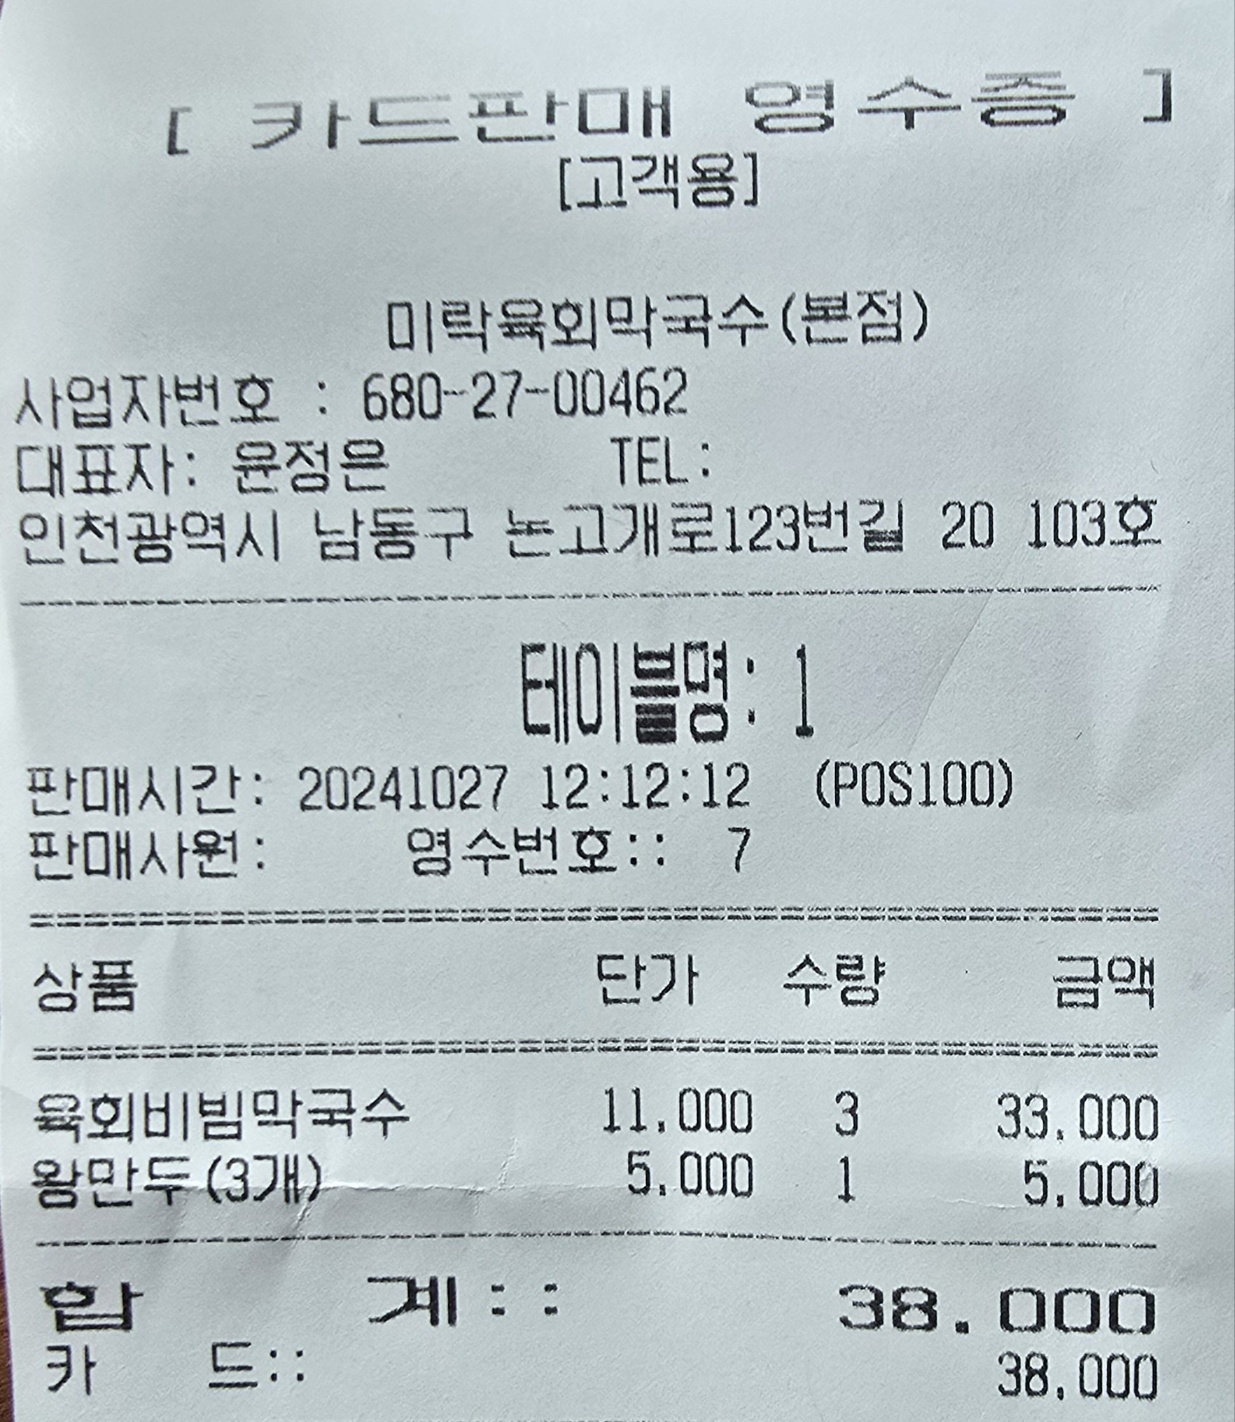 [ 카드판매 영수증 ]
[고객용]
미락육회막국수(본점)
사업자번호 : 680-27-00462
대표자: 윤정은 TEL:
인천광역시 남동구 논고개로123번길 20 103호
테이블명: 1
판매시간: 20241027 12:12:12 (POS100)
판매사원: 영수번호:: 7
상품 단가 수량 금액
육회비빔막국수 11,000 3 33,000
왕만두(3개) 5,000 1 5,000
합 계:: 38,000
카 드:: 38,000